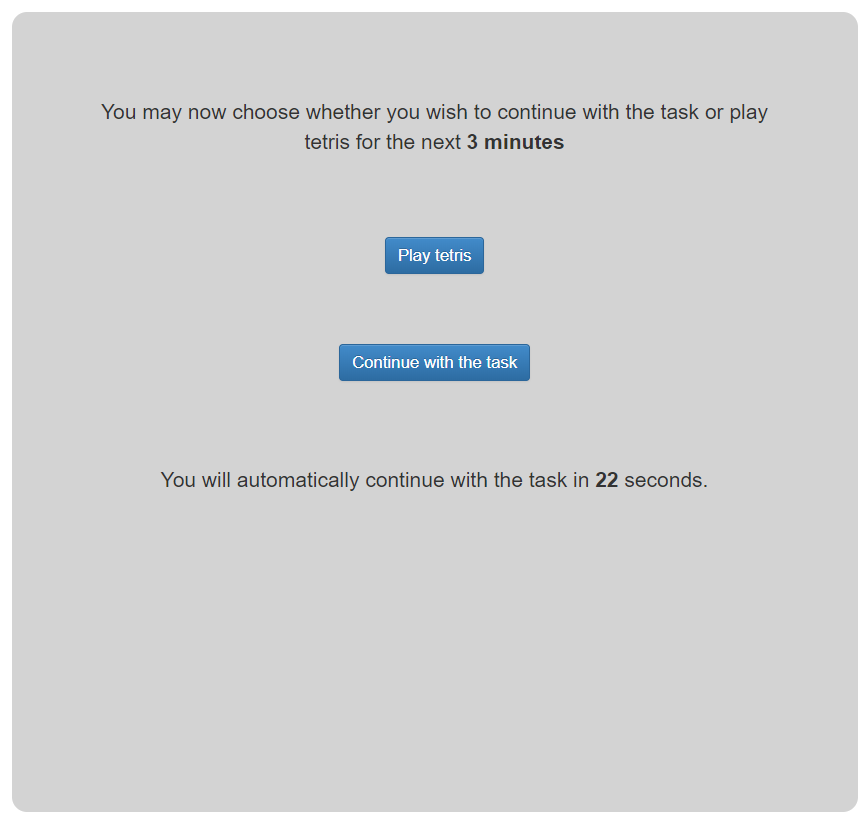 You may now choose whether you wish to continue with the task or play
tetris for the next 3 minutes
Play tetris
Continue with the task
You will automatically continue with the task in 22 seconds.